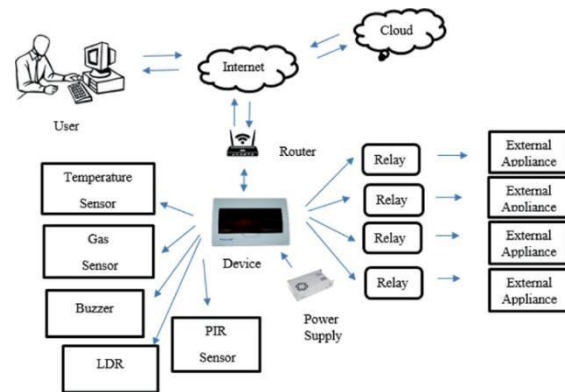 Cloud
Internet
User
Router
Temperature
Sensor
Gas
Sensor
Buzzer
LDR
PIR
Sensor
Device
Power
Supply
Relay
External
Appliance
Relay
External
Appliance
Relay
External
Appliance
Relay
External
Appliance